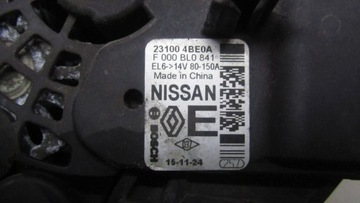 23100 4BE0A
F 000 BL0 841
EL6->14V 80-150A
Made in China
NISSAN
E
BOSCH
15-11-24